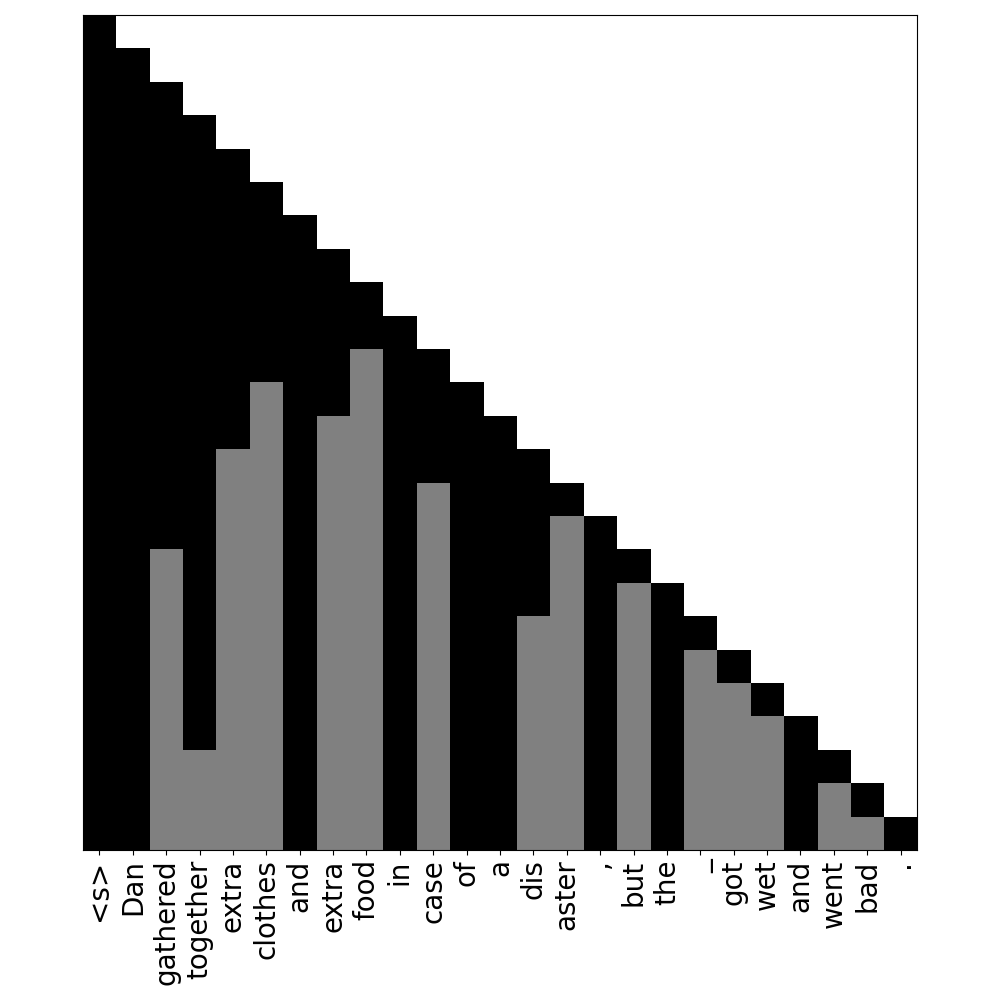 <s> Dan gathered together extra clothes and extra food in case of a dis aster , but the _ got wet and went bad .